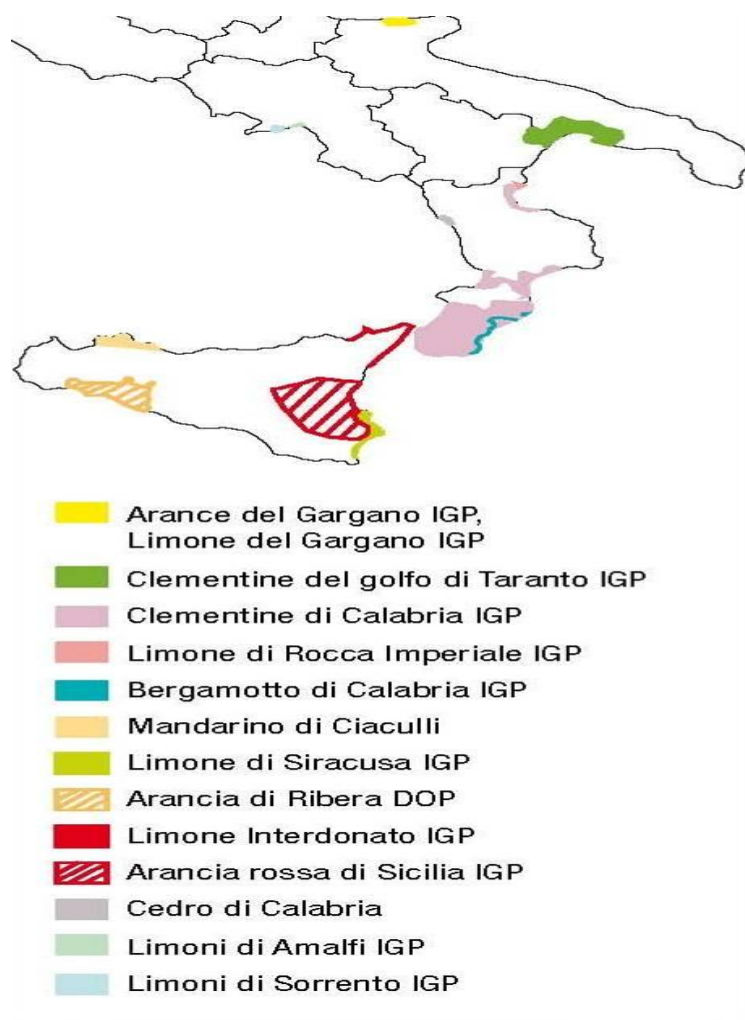 Arance del Gargano IGP,
Limone del Gargano IGP
Clementine del golfo di Taranto IGP
Clementine di Calabria IGP
Limone di Rocca Imperiale IGP
Bergamotto di Calabria IGP
Mandarino di Ciaculli
Limone di Siracusa IGP
Arancia di Ribera DOP
Limone Interdonato IGP
Arancia rossa di Sicilia IGP
Cedro di Calabria
Limoni di Amalfi IGP
Limoni di Sorrento IGP